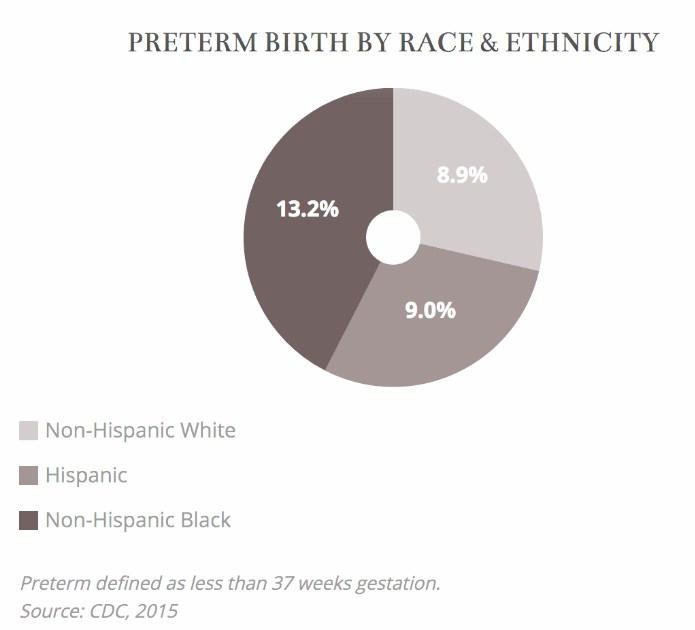 PRETERM BIRTH BY RACE & ETHNICITY
8.9%
13.2%
9.0%
Non-Hispanic White
Hispanic
Non-Hispanic Black
Preterm defined as less than 37 weeks gestation.
Source: CDC, 2015